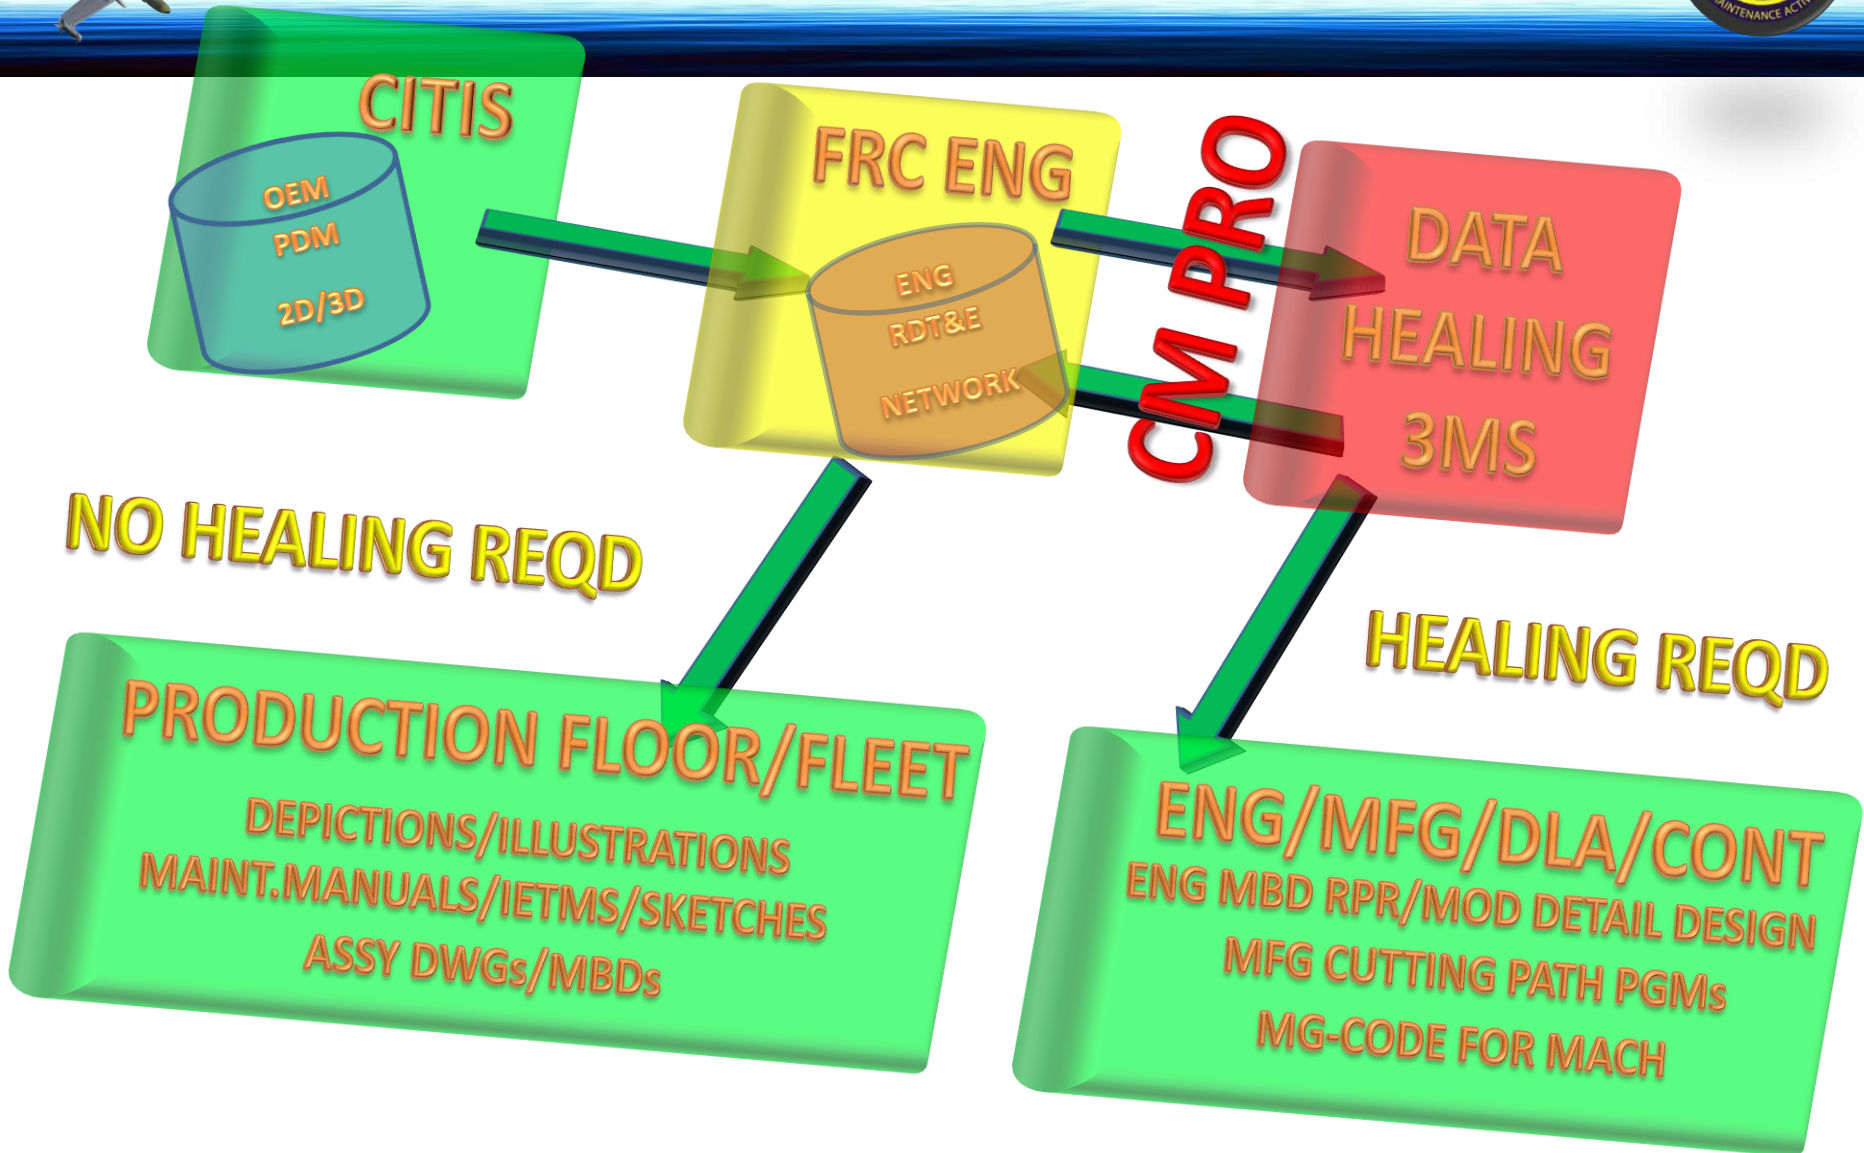 MAINTENANCE ACTIV
CITIS
OEM
PDM
2D/3D
FRC ENG
ENG
RDT&E
NETWORK
CM PRO
DATA
HEALING
3MS
NO HEALING REQD
HEALING REQD
PRODUCTION FLOOR/FLEET
DEPICTIONS/ILLUSTRATIONS
MAINT.MANUALS/IETMS/SKETCHES
ASSY DWGs/MBDs
ENG/MFG/DLA/CONT
ENG MBD RPR/MOD DETAIL DESIGN
MFG CUTTING PATH PGMs
MG-CODE FOR MACH